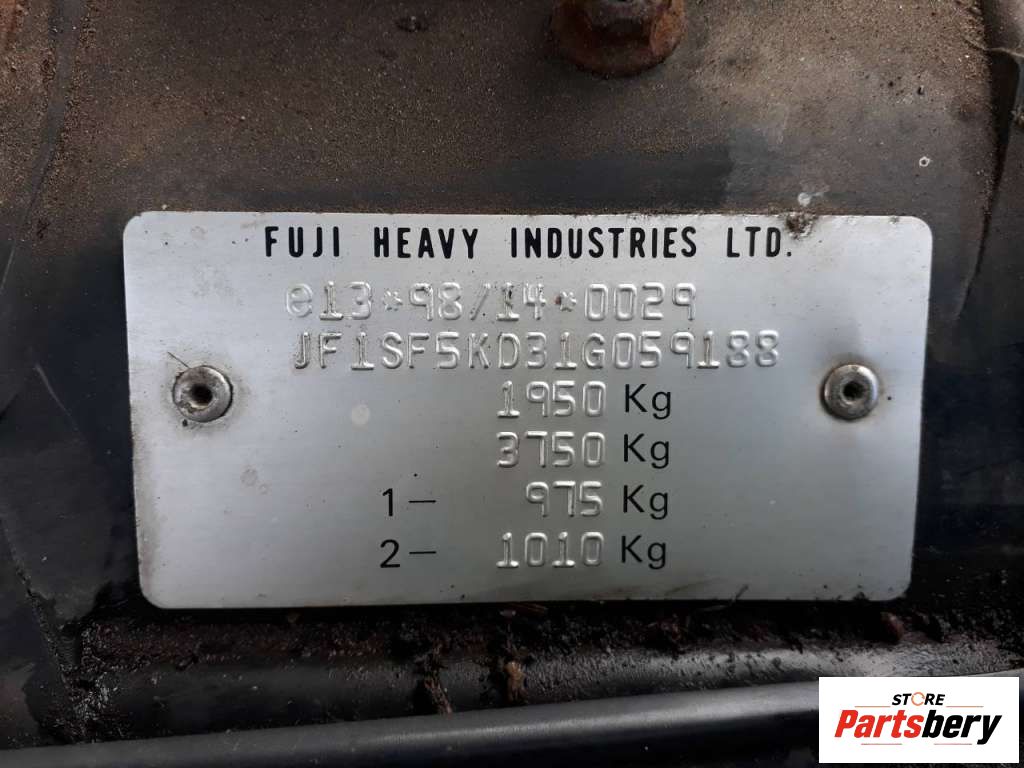 FUJI HEAVY INDUSTRIES LTD.
e13*98/14*0029
JF1SF5KD31G059188
1950 Kg
3750 Kg
1- 975 Kg
2- 1010 Kg
STORE
Partsbery